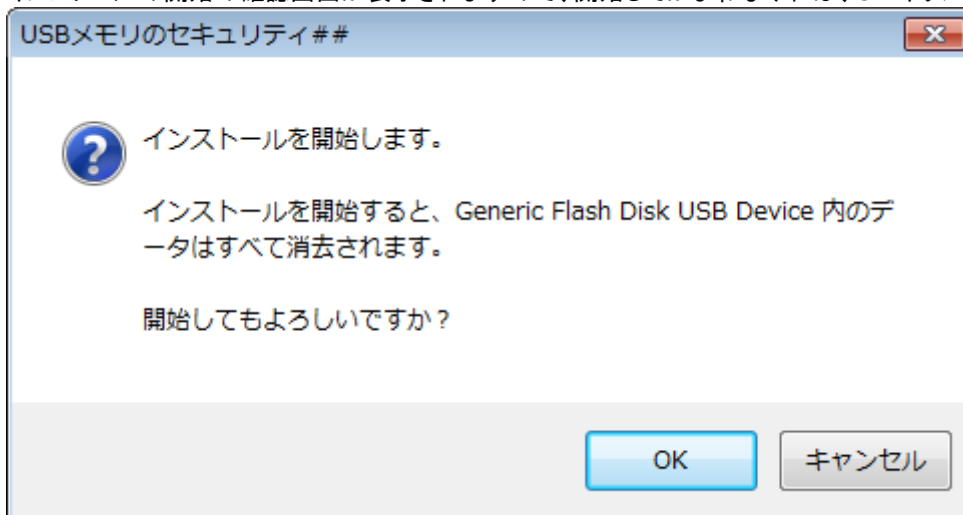 USBメモリのセキュリティ##
インストールを開始します。
インストールを開始すると、Generic Flash Disk USB Device 内のデ
ータはすべて消去されます。
開始してもよろしいですか？
OK
キャンセル